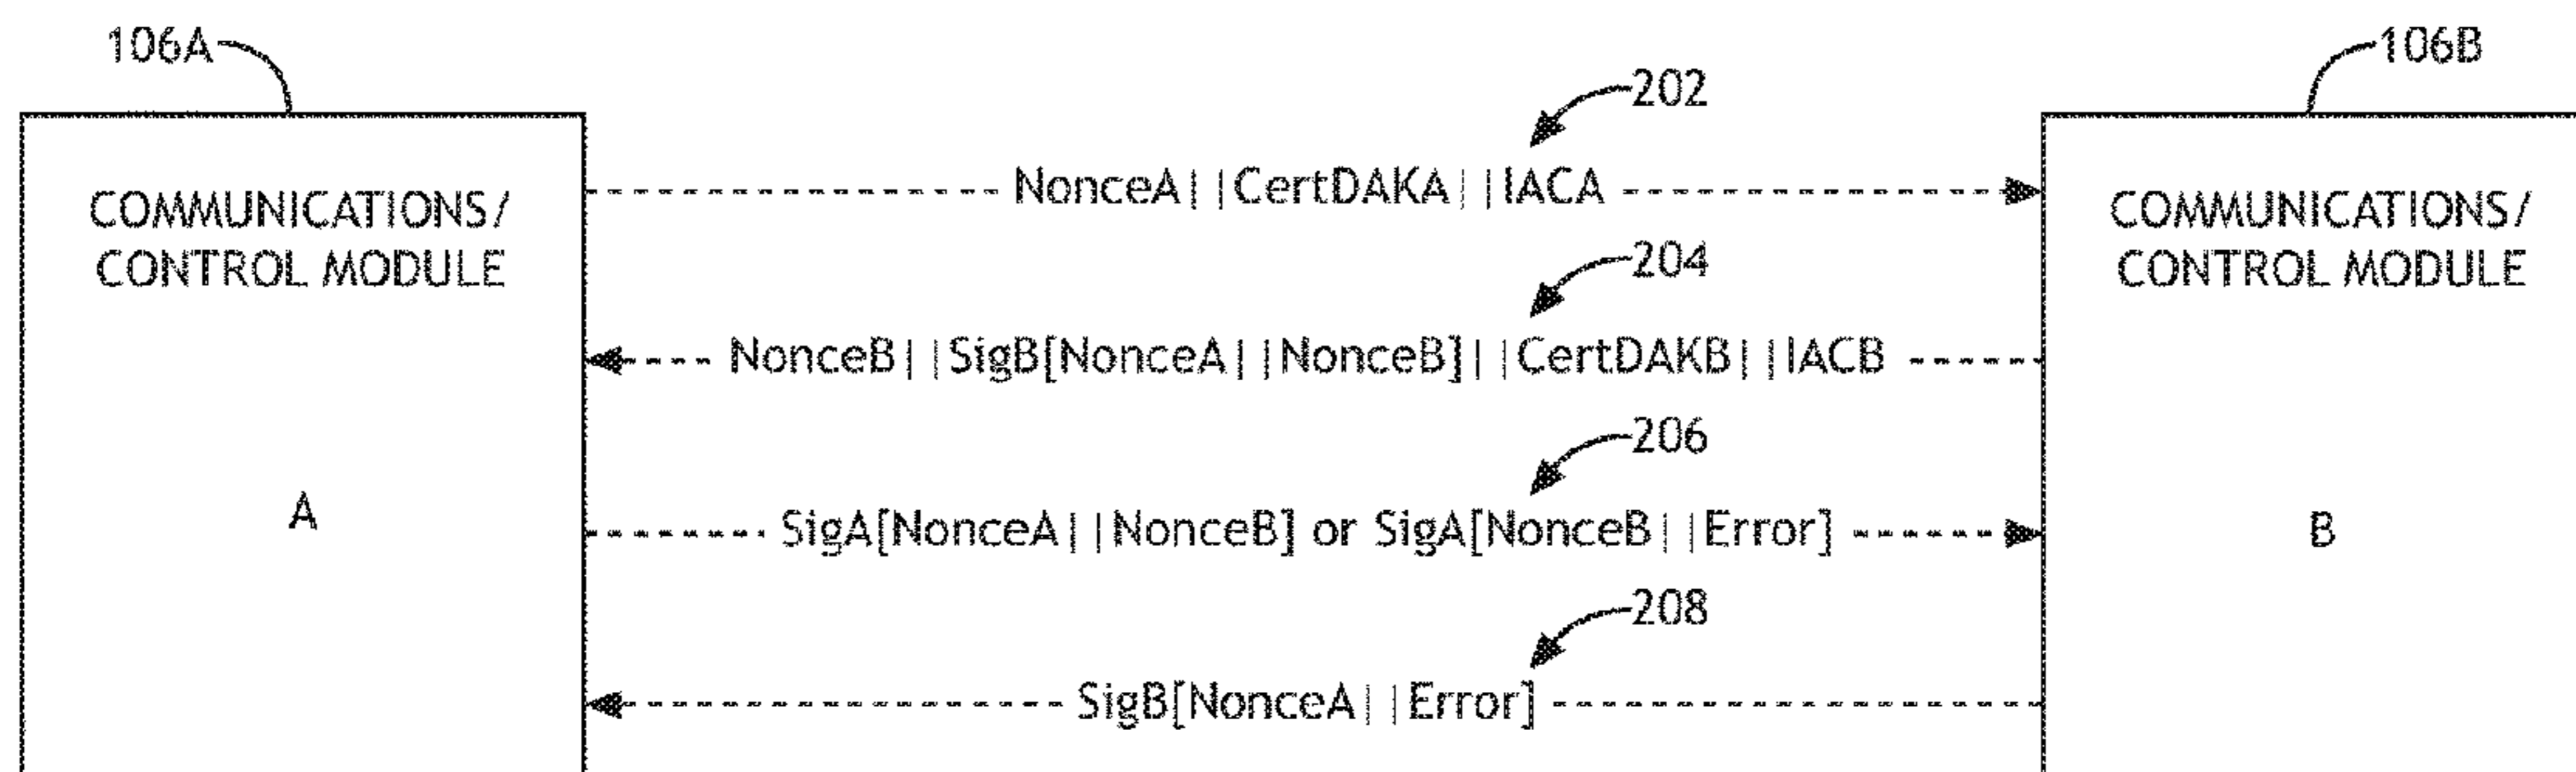 106A
106B
202
NonceA||CertDAKA||IACA
COMMUNICATIONS/
CONTROL MODULE
COMMUNICATIONS/
CONTROL MODULE
204
NonceB||SigB[NonceA||NonceB]||CertDAKB||IACB
206
A
SigA[NonceA||NonceB] or SigA[NonceB||Error]
B
208
SigB[NonceA||Error]